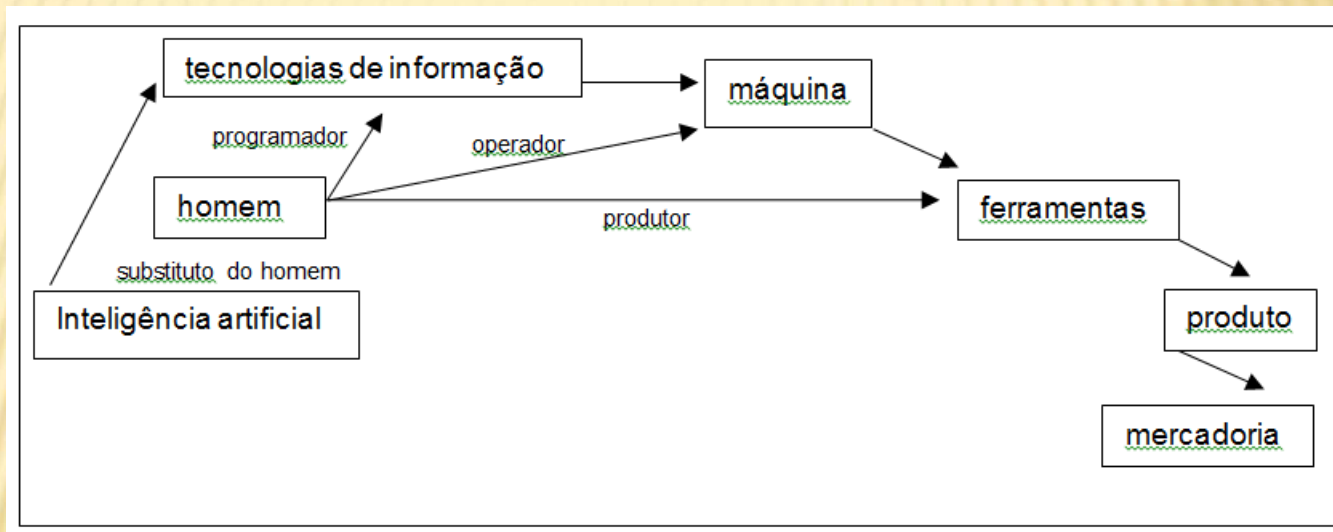 tecnologias de informação
máquina
programador
operador
homem
ferramentas
produtor
substituto do homem
Inteligência artificial
produto
mercadoria